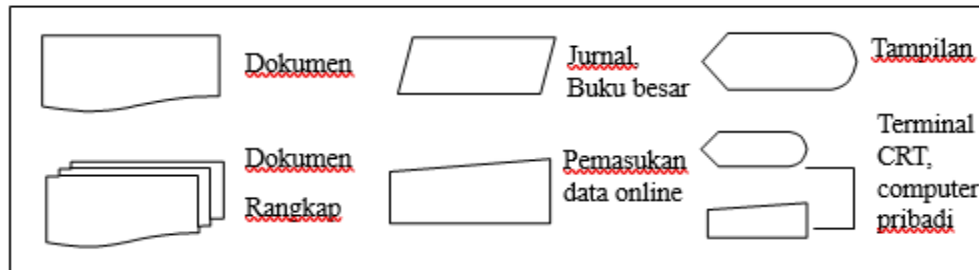 Dokumen
Jurnal,
Buku besar
Tampilan
Dokumen
Rangkap
Pemasukan
data online
Terminal
CRT,
computer
pribadi